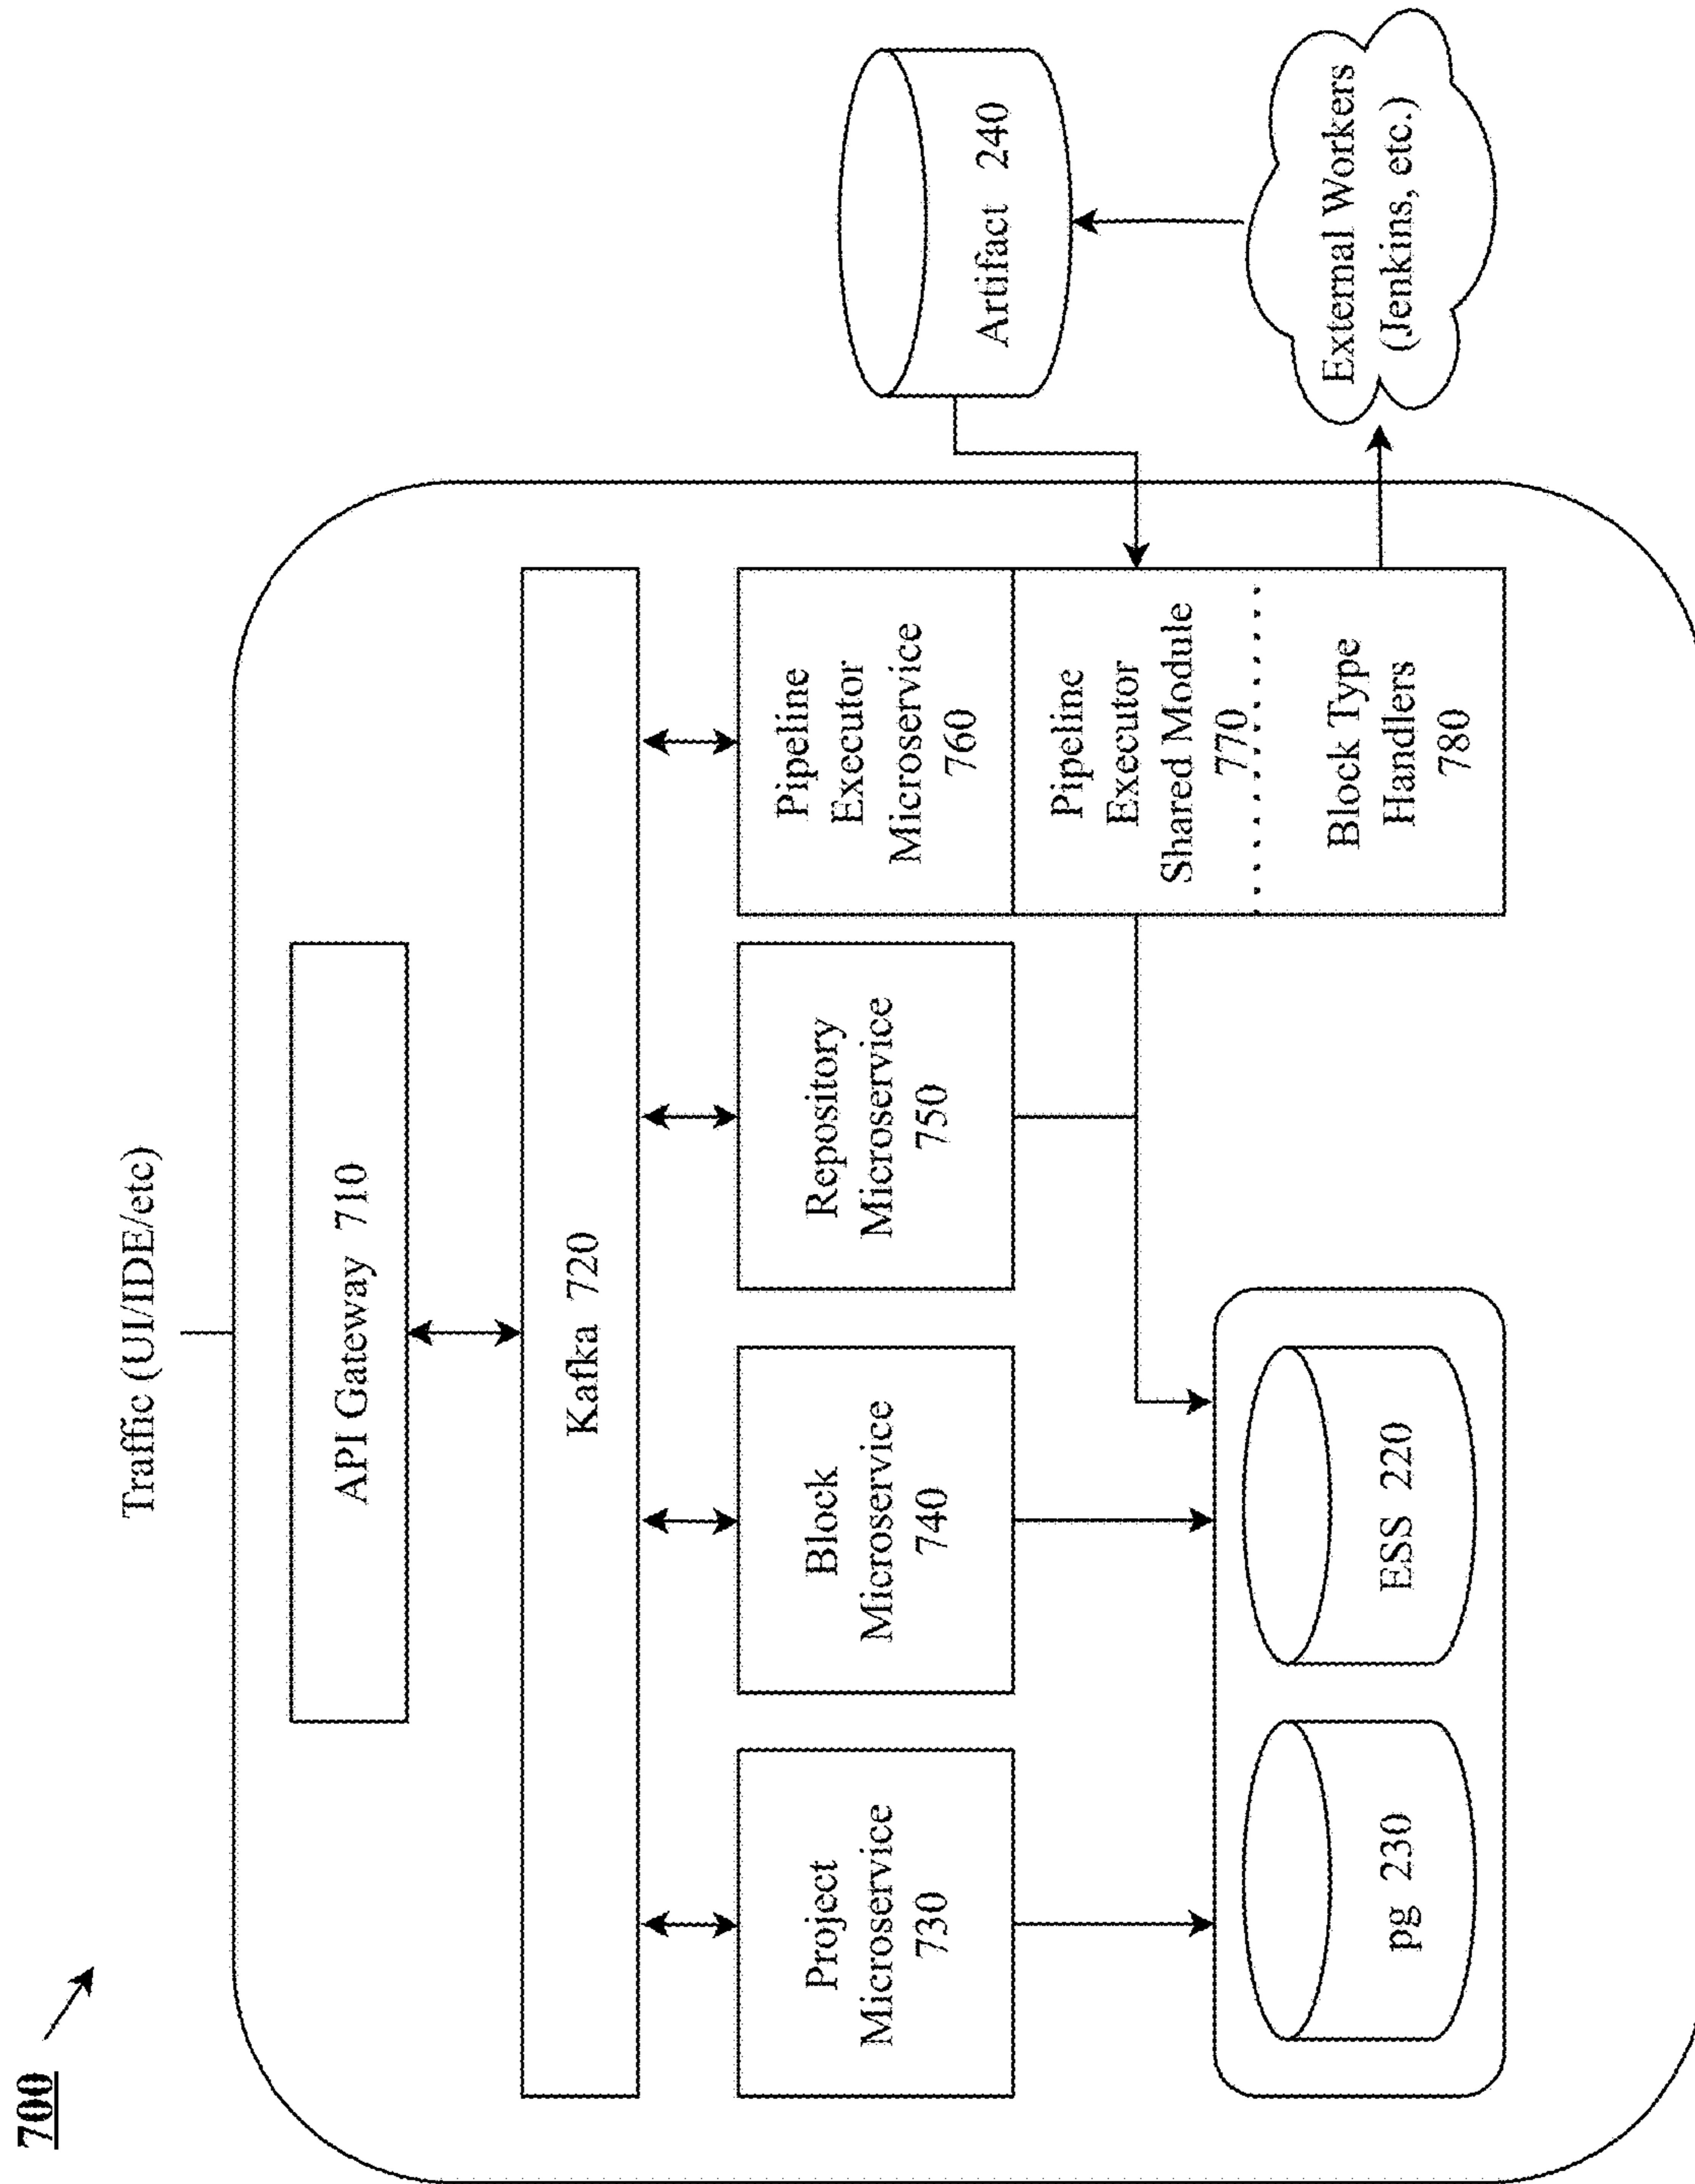 700
Traffic (UI/IDE/etc)
API Gateway 710
Kafka 720
Project
Microservice
730
Block
Microservice
740
Repository
Microservice
750
Pipeline
Executor
Microservice
760
Pipeline
Executor
Shared Module
770
Block Type
Handlers
780
pg 230
ESS 220
Artifact 240
External Workers
(Jenkins, etc.)